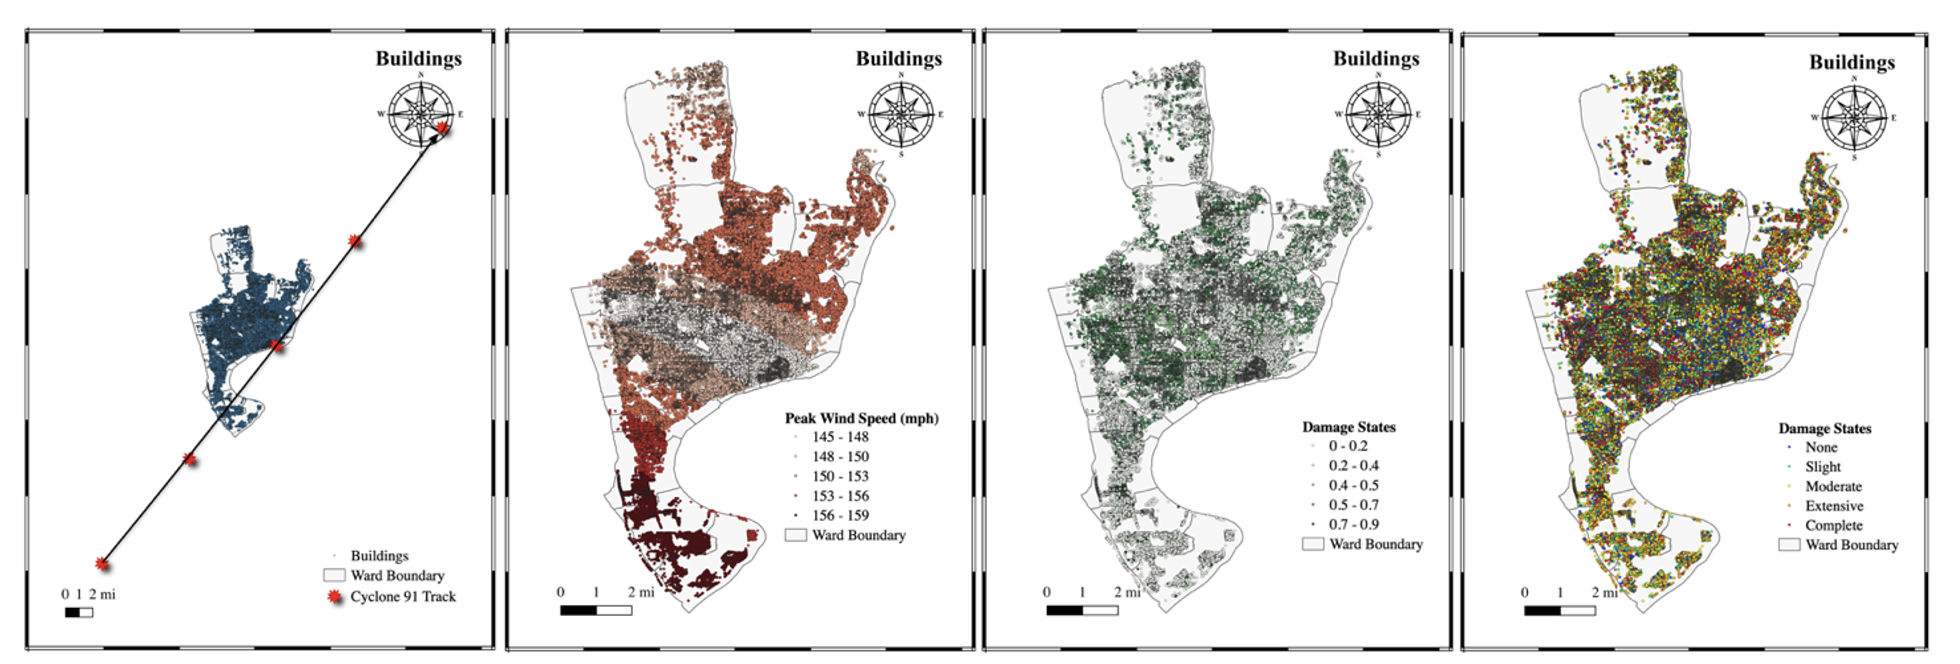 Buildings
N
W
E
Buildings
Ward Boundary
Cyclone 91 Track
0 1 2 mi
Buildings
N
W E
S
Peak Wind Speed (mph)
145 - 148
148 - 150
150 - 153
153 - 156
156 - 159
Ward Boundary
0 1 2 mi
Buildings
N
W E
S
Damage States
0 - 0.2
0.2 - 0.4
0.4 - 0.5
0.5 - 0.7
0.7 - 0.9
Ward Boundary
0 1 2 mi
Buildings
N
W E
S
Damage States
None
Slight
Moderate
Extensive
Complete
Ward Boundary
0 1 2 mi